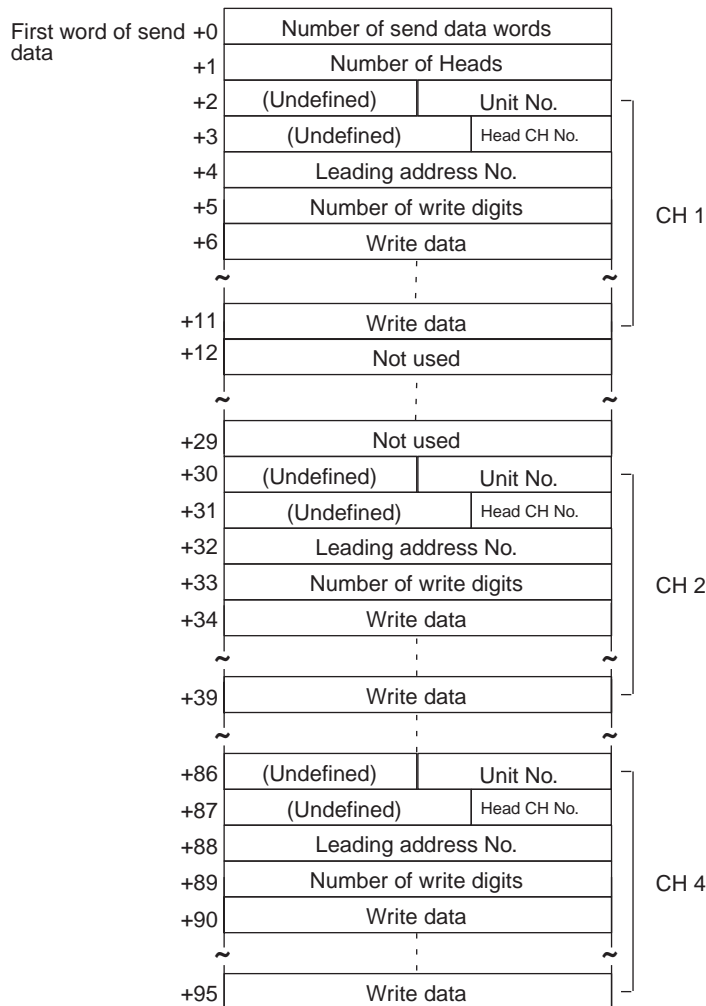 First word of send +0 Number of send data words
data
+1 Number of Heads
+2 (Undefined) Unit No.
+3 (Undefined) Head CH No.
+4 Leading address No.
+5 Number of write digits
CH 1
+6 Write data
~ ~
+11 Write data
+12 Not used
~ ~
+29 Not used
+30 (Undefined) Unit No.
+31 (Undefined) Head CH No.
+32 Leading address No.
+33 Number of write digits
CH 2
+34 Write data
~ ~
+39 Write data
~ ~
+86 (Undefined) Unit No.
+87 (Undefined) Head CH No.
+88 Leading address No.
+89 Number of write digits CH 4
+90 Write data
~ ~
+95 Write data